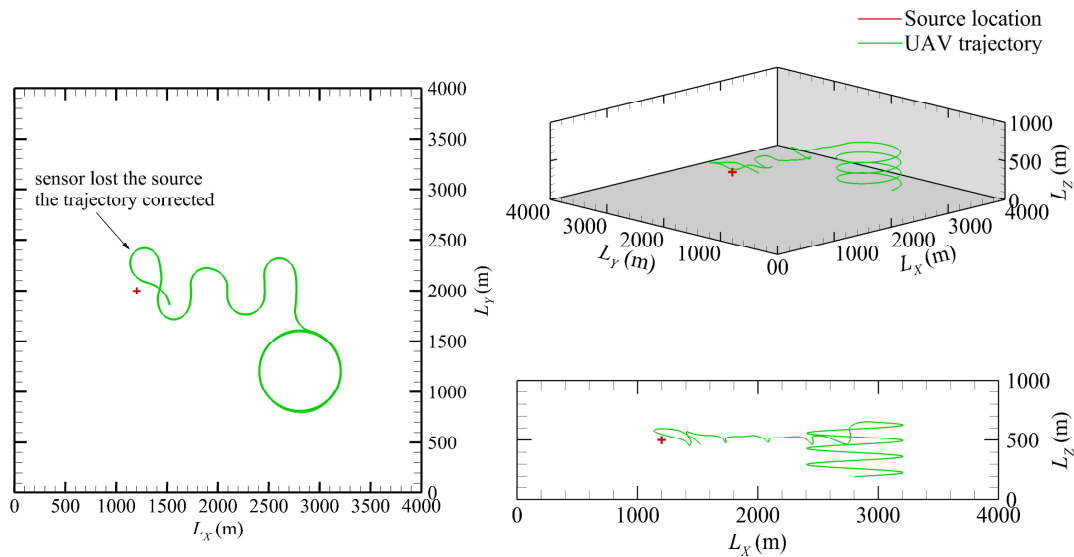 Source location
UAV trajectory
4000
3500
3000
2500
2000
1500
1000
500
0
L_Y (m)
sensor lost the source
the trajectory corrected
0 500 1000 1500 2000 2500 3000 3500 4000
L_X (m)
1000
500
0
L_Z (m)
4000 3000 2000 1000 0
L_Y (m)
0 1000 2000 3000 4000
L_X (m)
1000
500
0
L_Z (m)
0 1000 2000 3000 4000
L_X (m)